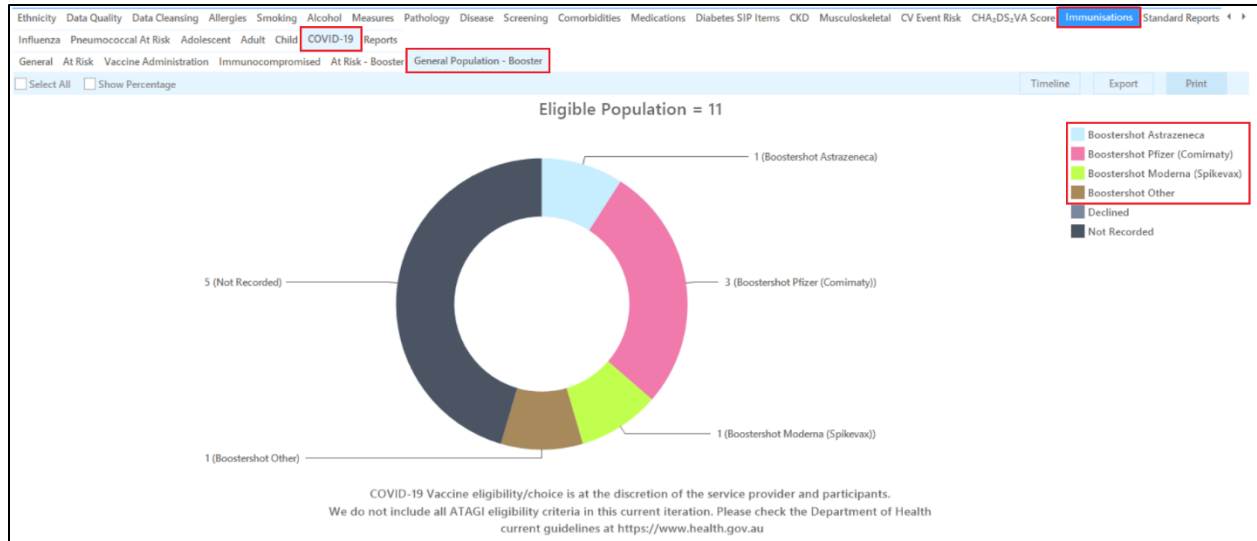 Ethnicity Data Quality Data Cleansing Allergies Smoking Alcohol Measures Pathology Disease Screening Comorbidities Medications Diabetes SIP Items CKD Musculoskeletal CV Event Risk CHA₂DS₂VA Score Immunisations Standard Reports
Influenza Pneumococcal At Risk Adolescent Adult Child COVID-19 Reports
General At Risk Vaccine Administration Immunocompromised At Risk - Booster General Population - Booster
Select All Show Percentage Timeline Export Print
Eligible Population = 11
Boostershot Astrazeneca
Boostershot Pfizer (Comirnaty)
Boostershot Moderna (Spikevax)
Boostershot Other
Declined
Not Recorded
1 (Boostershot Astrazeneca)
5 (Not Recorded)
3 (Boostershot Pfizer (Comirnaty))
1 (Boostershot Moderna (Spikevax))
1 (Boostershot Other)
COVID-19 Vaccine eligibility/choice is at the discretion of the service provider and participants.
We do not include all ATAGI eligibility criteria in this current iteration. Please check the Department of Health
current guidelines at https://www.health.gov.au